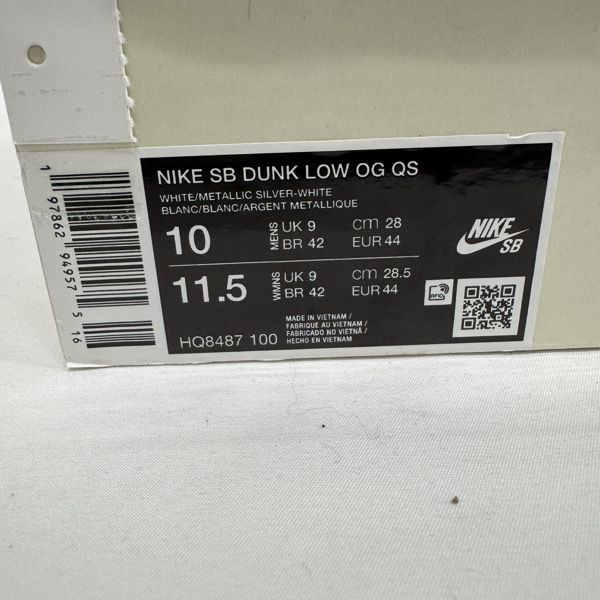 NIKE SB DUNK LOW OG QS
WHITE/METALLIC SILVER-WHITE
BLANC/BLANC/ARGENT METALLIQUE
10 MENS UK 9 cm 28
BR 42 EUR 44
11.5 WMNS UK 9 cm 28.5
BR 42 EUR 44
HQ8487 100
MADE IN VIETNAM /
FABRIQUE AU VIETNAM /
FABRICADO NO VIETNÃ /
HECHO EN VIETNAM
NIKE
SB
RFID
1 97862 94957 5 16